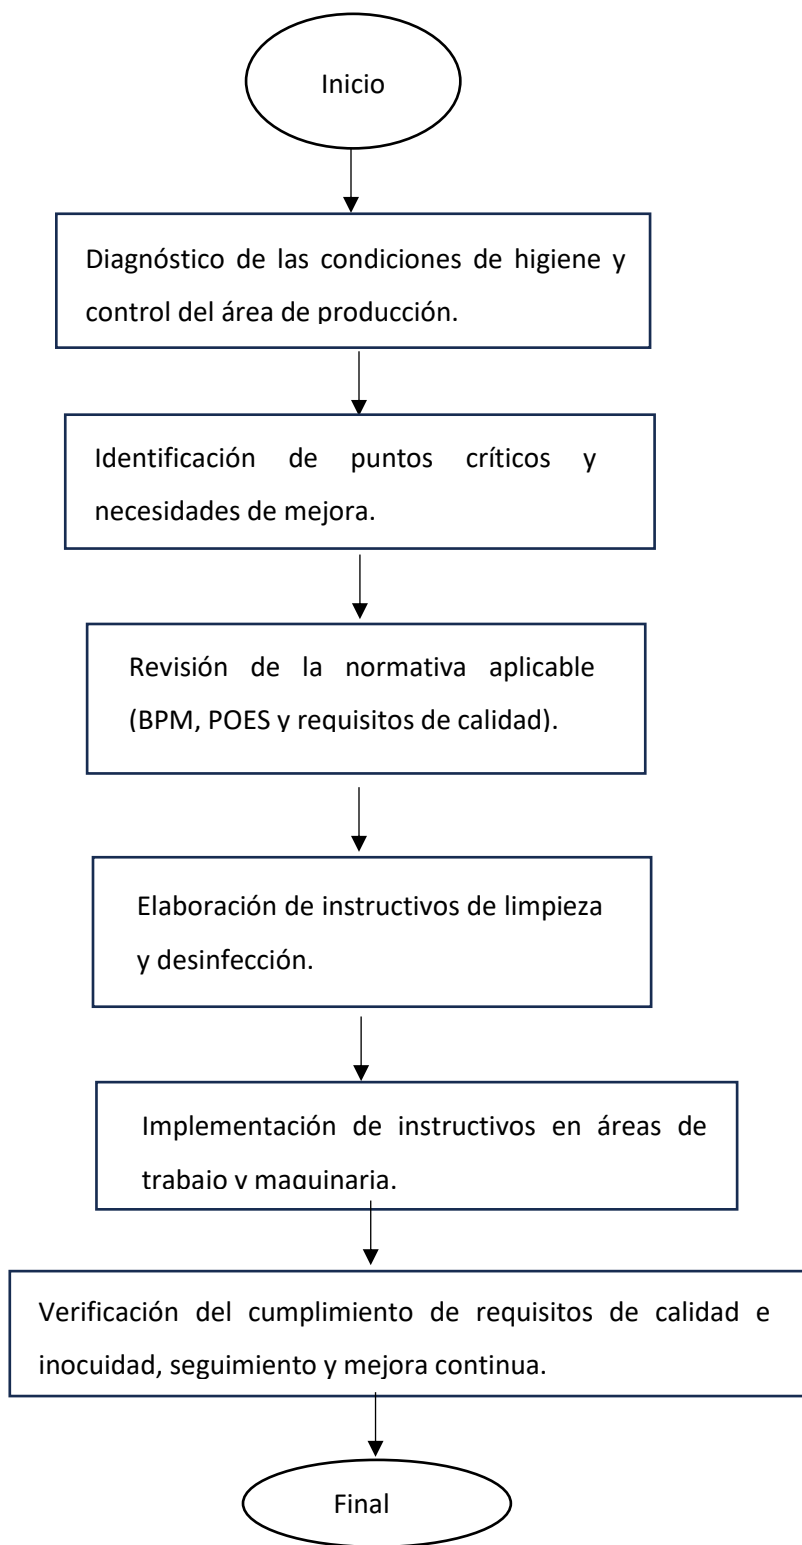 Inicio
Diagnóstico de las condiciones de higiene y
control del área de producción.
Identificación de puntos críticos y
necesidades de mejora.
Revisión de la normativa aplicable
(BPM, POES y requisitos de calidad).
Elaboración de instructivos de limpieza
y desinfección.
Implementación de instructivos en áreas de
trabajo y maquinaria.
Verificación del cumplimiento de requisitos de calidad e
inocuidad, seguimiento y mejora continua.
Final